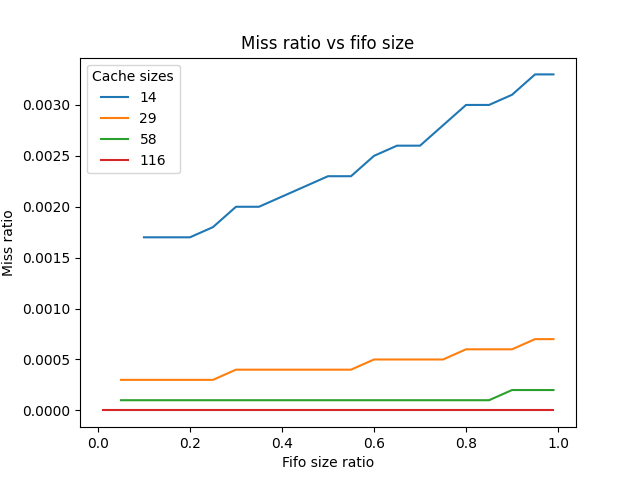 Miss ratio vs fifo size
Cache sizes
14
29
58
116
0.0030
0.0025
0.0020
0.0015
0.0010
0.0005
0.0000
Miss ratio
0.0 0.2 0.4 0.6 0.8 1.0
Fifo size ratio